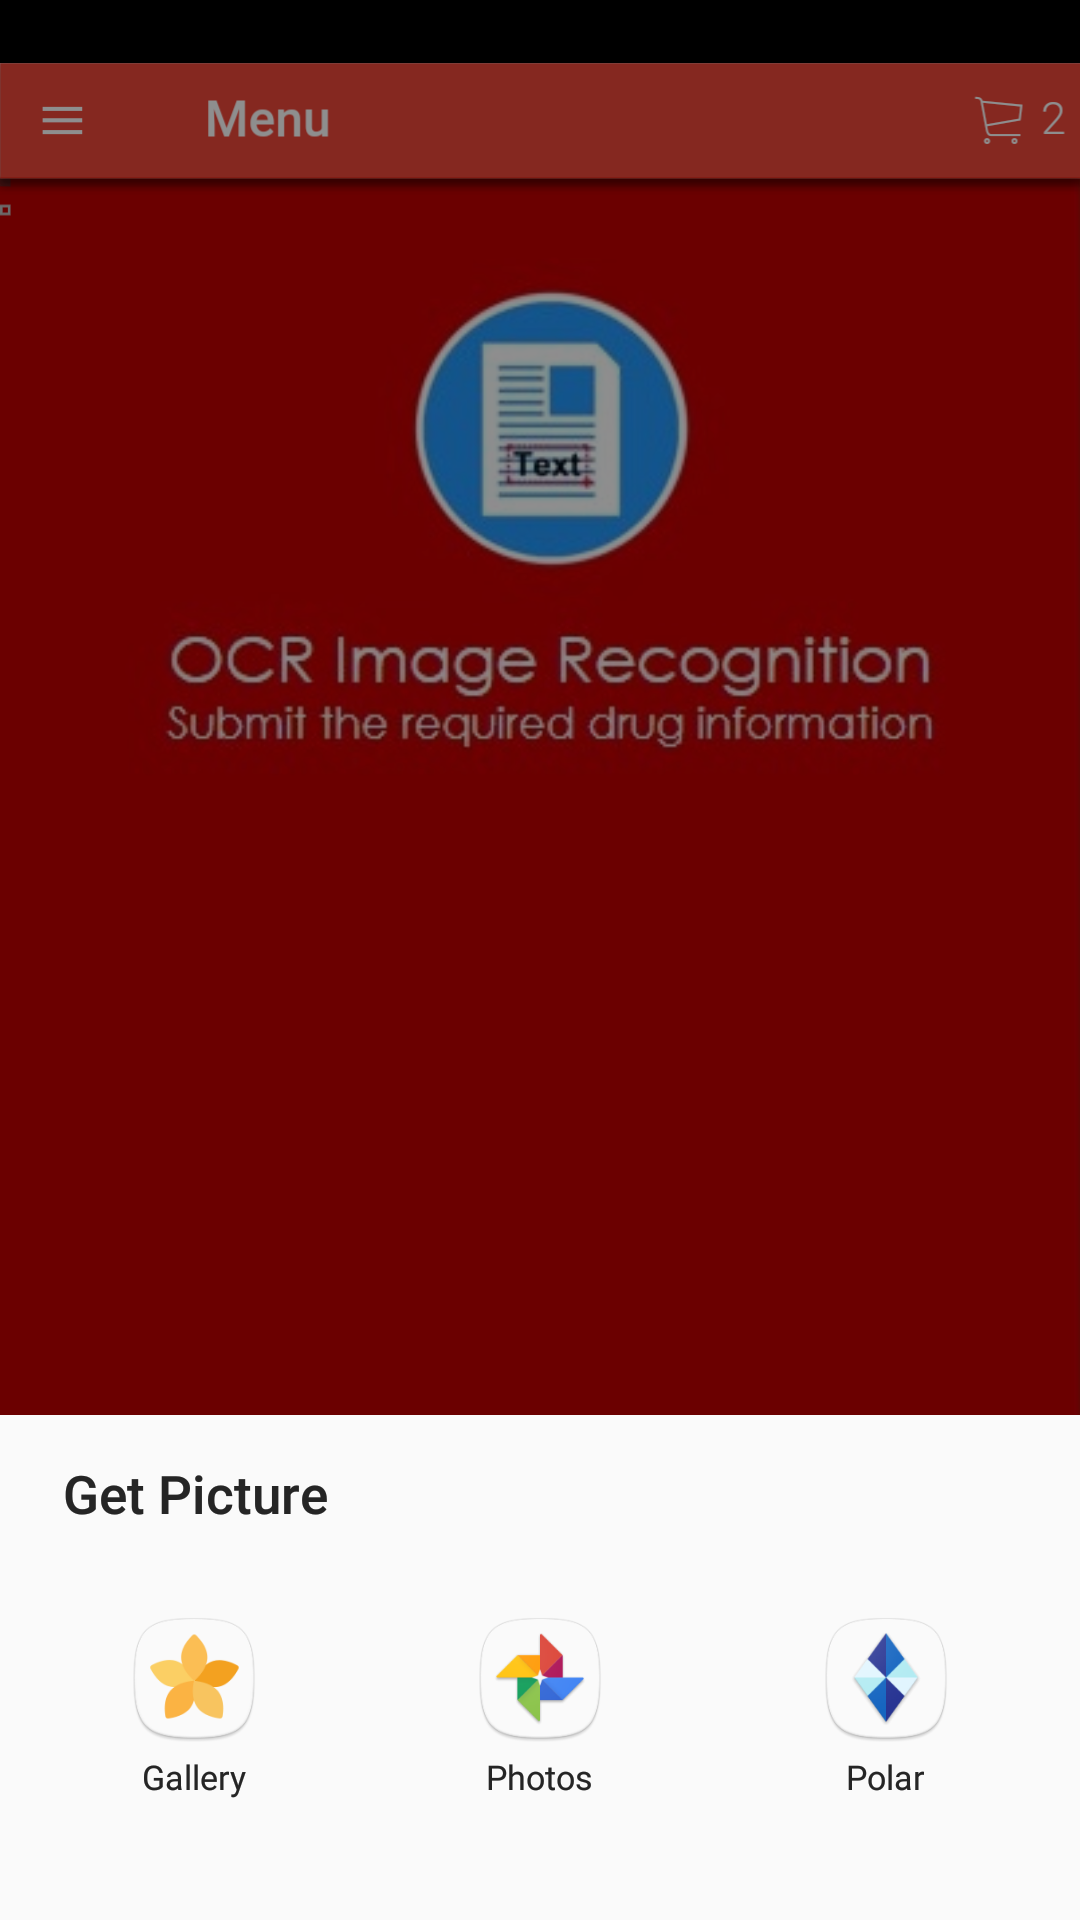 Menu
2
Text
OCR Image Recognition
Submit the required drug information
Get Picture
Gallery
Photos
Polar